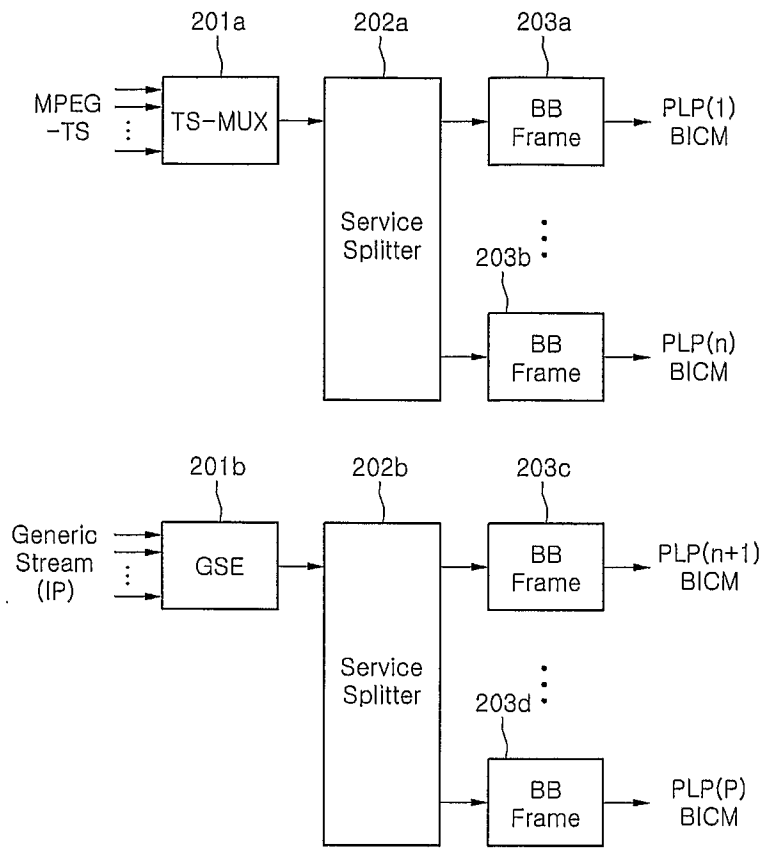 201a
202a
203a
MPEG
-TS
TS-MUX
Service
Splitter
BB
Frame
PLP(1)
BICM
203b
BB
Frame
PLP(n)
BICM
201b
202b
203c
Generic
Stream
(IP)
GSE
Service
Splitter
BB
Frame
PLP(n+1)
BICM
203d
BB
Frame
PLP(P)
BICM